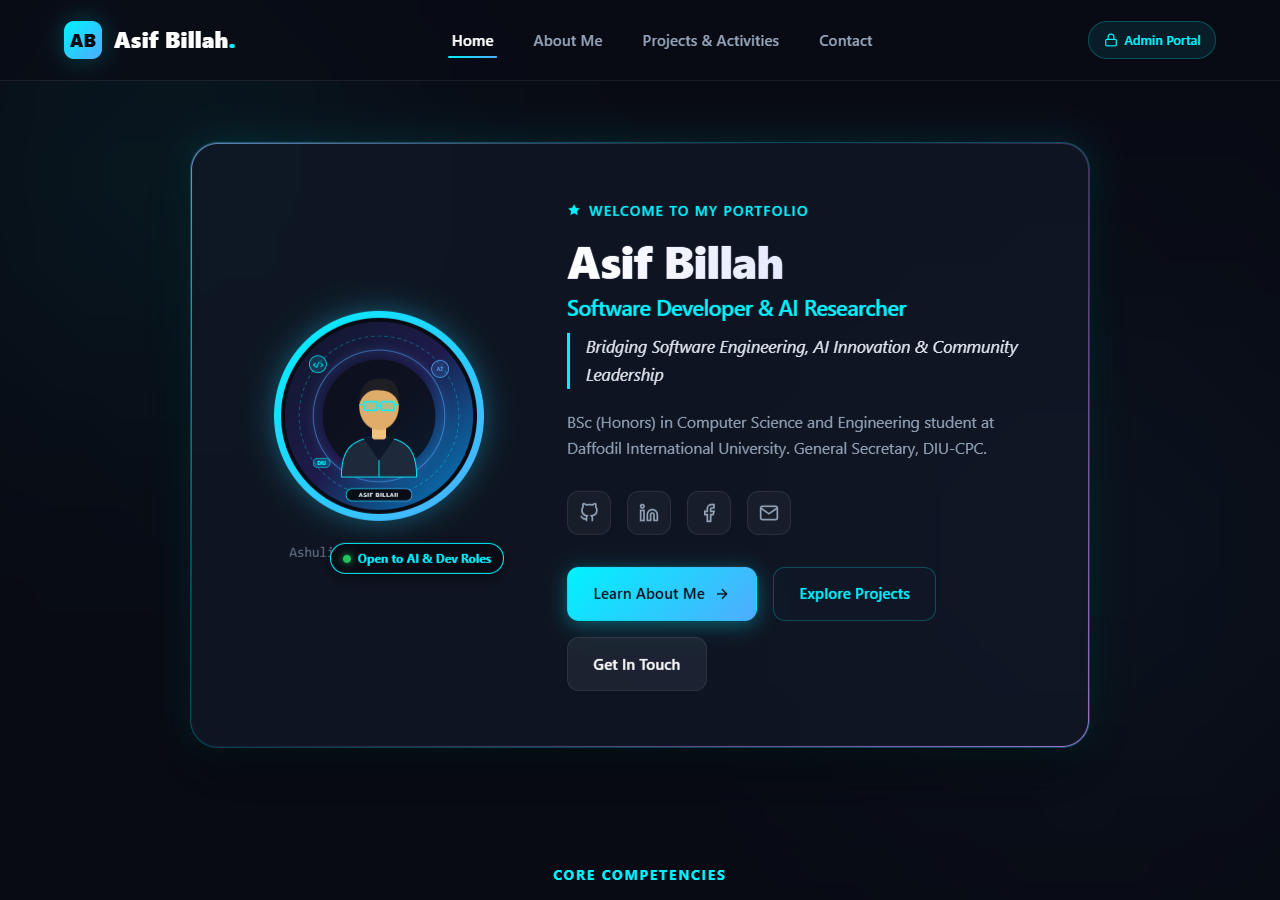 AB Asif Billah.
Home
About Me
Projects & Activities
Contact
Admin Portal
WELCOME TO MY PORTFOLIO
Asif Billah
Software Developer & AI Researcher
Bridging Software Engineering, AI Innovation & Community
Leadership
BSc (Honors) in Computer Science and Engineering student at
Daffodil International University. General Secretary, DIU-CPC.
</>
AI
DIU
ASIF BILLAH
Open to AI & Dev Roles
Learn About Me →
Explore Projects
Get In Touch
CORE COMPETENCIES